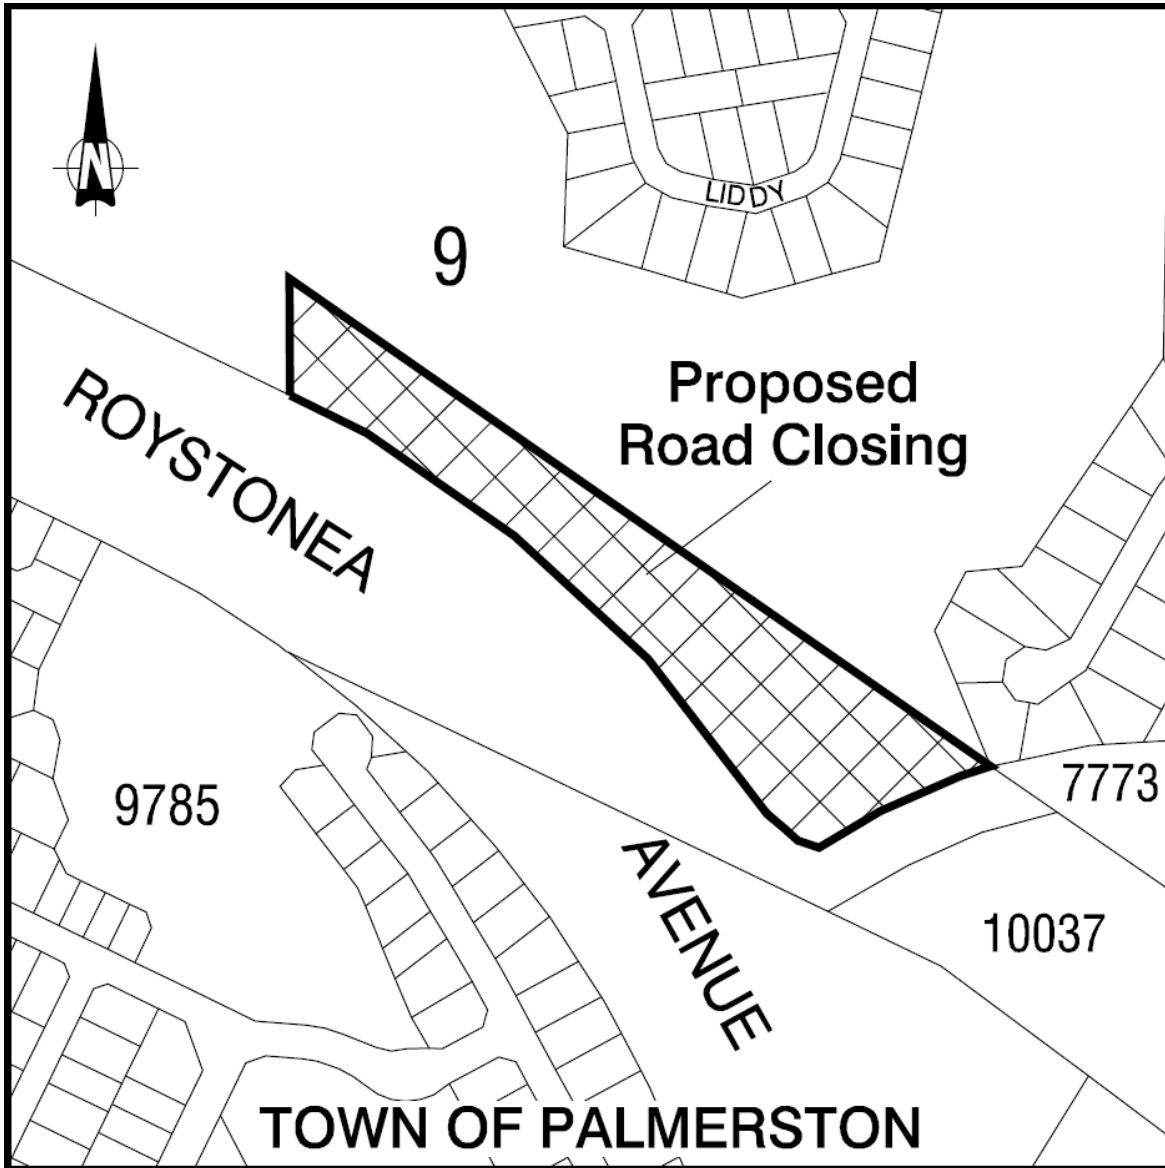 N
LIDDY
9
Proposed
Road Closing
ROYSTONEA
7773
9785
AVENUE
10037
TOWN OF PALMERSTON